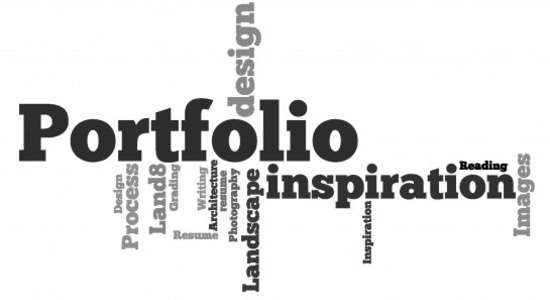 design
Portfolio
inspiration
Reading
Images
Design
Process
Land8
Grading
Writing
Architecture
resume
Photography
Landscape
Resume
Inspiration